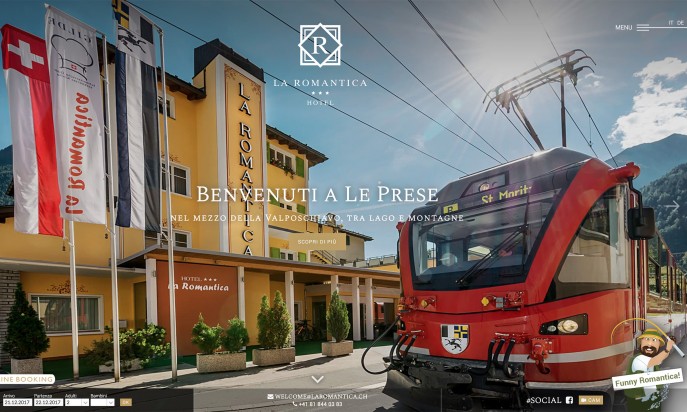 MENU
IT DE
R
LA ROMANTICA
★★★
HOTEL
La Romantica
LA ROMANTICA
St. Moritz
BENVENUTI A LE PRESE
NEL MEZZO DELLA VALPOSCHIAVO, TRA LAGO E MONTAGNE
SCOPRI DI PIÙ
HOTEL ★★★
La Romantica
Funny Romantica!
INE BOOKING
Arrivo Partenza Adulti Bambini
21.12.2017 22.12.2017 2
WELCOME@LAROMANTICA.CH
+41 81 844 03 83
#SOCIAL
CAM